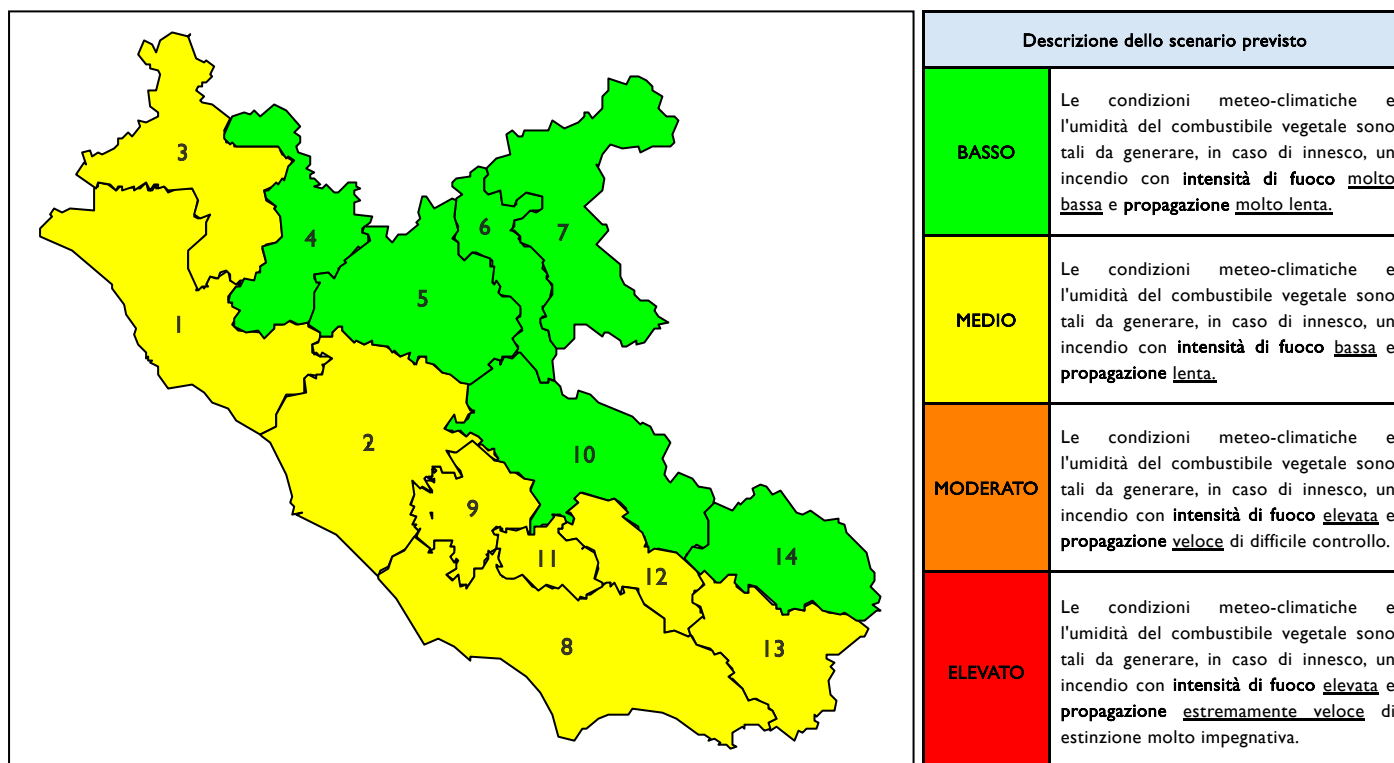 3
4
6
7
5
1
2
10
9
11
12
14
8
13
Descrizione dello scenario previsto
BASSO
Le condizioni meteo-climatiche e
l'umidità del combustibile vegetale sono
tali da generare, in caso di innesco, un
incendio con intensità di fuoco molto
bassa e propagazione molto lenta.
MEDIO
Le condizioni meteo-climatiche e
l'umidità del combustibile vegetale sono
tali da generare, in caso di innesco, un
incendio con intensità di fuoco bassa e
propagazione lenta.
MODERATO
Le condizioni meteo-climatiche e
l'umidità del combustibile vegetale sono
tali da generare, in caso di innesco, un
incendio con intensità di fuoco elevata e
propagazione veloce di difficile controllo.
ELEVATO
Le condizioni meteo-climatiche e
l'umidità del combustibile vegetale sono
tali da generare, in caso di innesco, un
incendio con intensità di fuoco elevata e
propagazione estremamente veloce di
estinzione molto impegnativa.